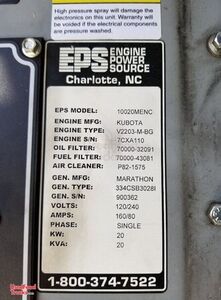 High pressure spray will damage the
electronics on this unit. Warranty will be
voided if the electrical components
are pressure washed.
EPS ENGINE
POWER
SOURCE
Charlotte, NC
EPS MODEL: 10020MENC
ENGINE MFG: KUBOTA
ENGINE TYPE: V2203-M-BG
ENGINE S/N: 7CXA110
OIL FILTER: 70000-32091
FUEL FILTER: 70000-43081
AIR CLEANER: P82-1575
GEN. MFG: MARATHON
GEN. TYPE: 334CSB3028I
GEN. S/N: 900362
VOLTS: 120/240
AMPS: 160/80
PHASE: SINGLE
KW: 20
KVA: 20
1-800-374-7522